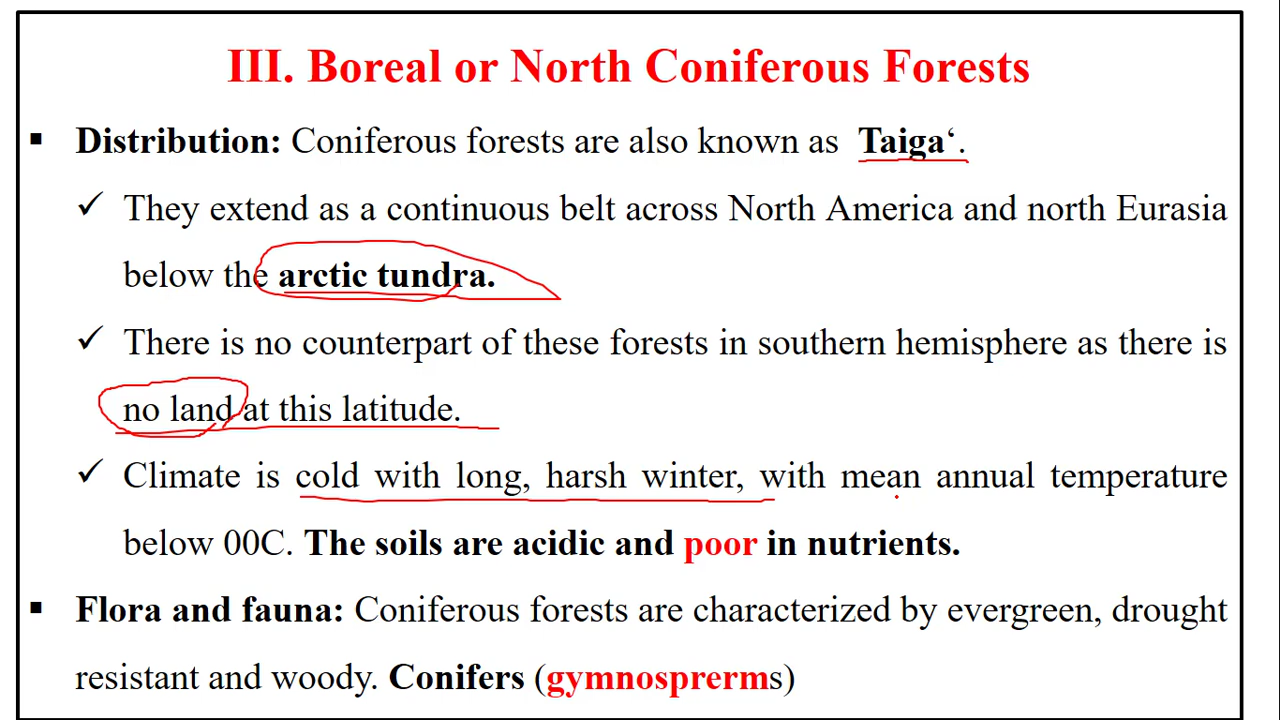 III. Boreal or North Coniferous Forests
▪ Distribution: Coniferous forests are also known as Taiga‘.
✓ They extend as a continuous belt across North America and north Eurasia
below the arctic tundra.
✓ There is no counterpart of these forests in southern hemisphere as there is
no land at this latitude.
✓ Climate is cold with long, harsh winter, with mean annual temperature
below 00C. The soils are acidic and poor in nutrients.
▪ Flora and fauna: Coniferous forests are characterized by evergreen, drought
resistant and woody. Conifers (gymnosprerms)